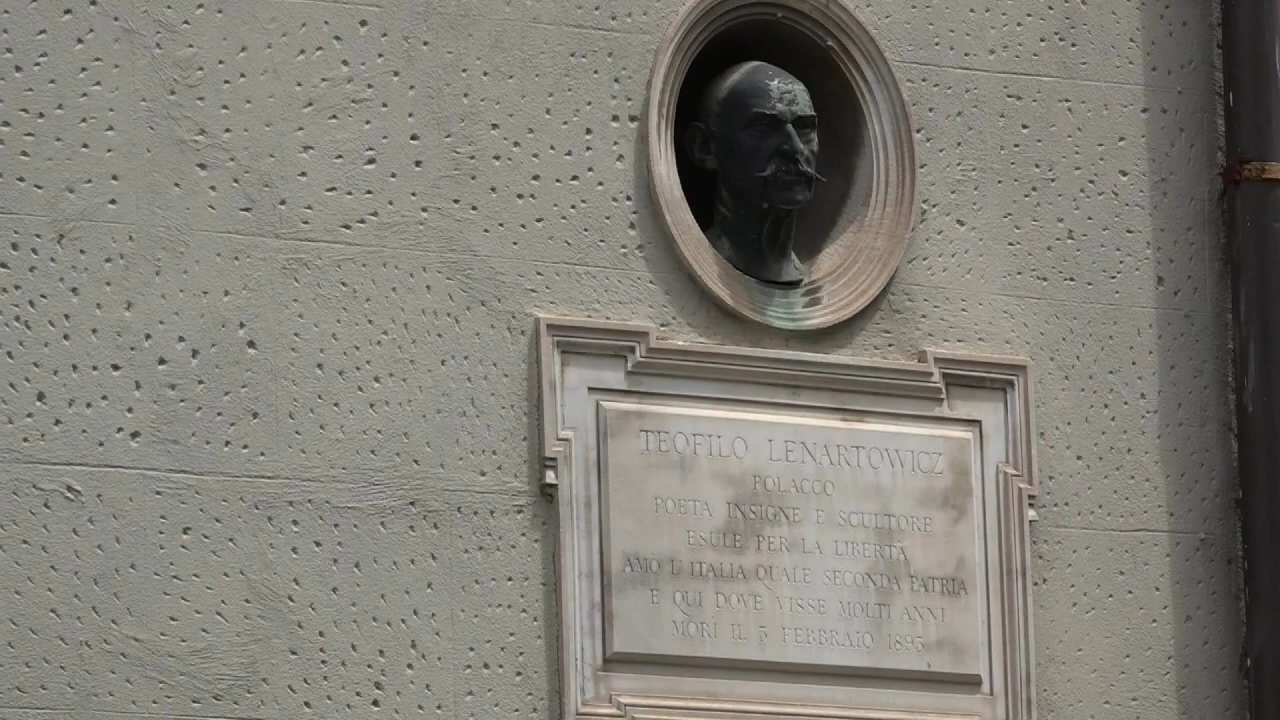 TEOFILO LENARTOWICZ
POLACCO
POETA INSIGNE E SCULTORE
ESULE PER LA LIBERTÀ
AMÒ L'ITALIA QUALE SECONDA PATRIA
E QUI DOVE VISSE MOLTI ANNI
MORÌ IL 3 FEBBRAIO 1893